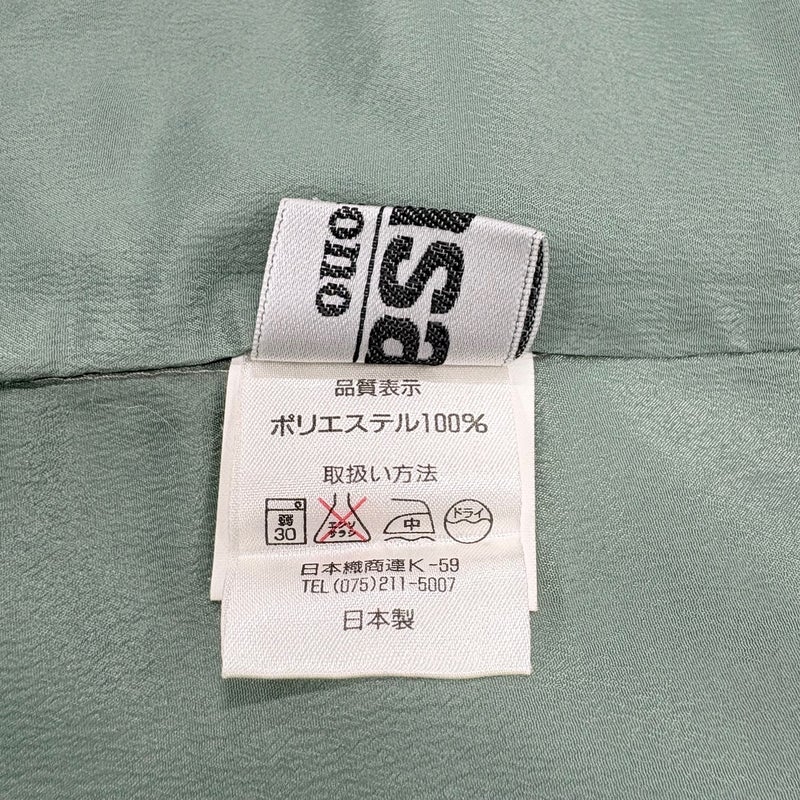 ono
品質表示
ポリエステル100%
取扱い方法
弱
30
エンソ
サラシ
中
ドライ
日本織商連K-59
TEL(075)211-5007
日本製